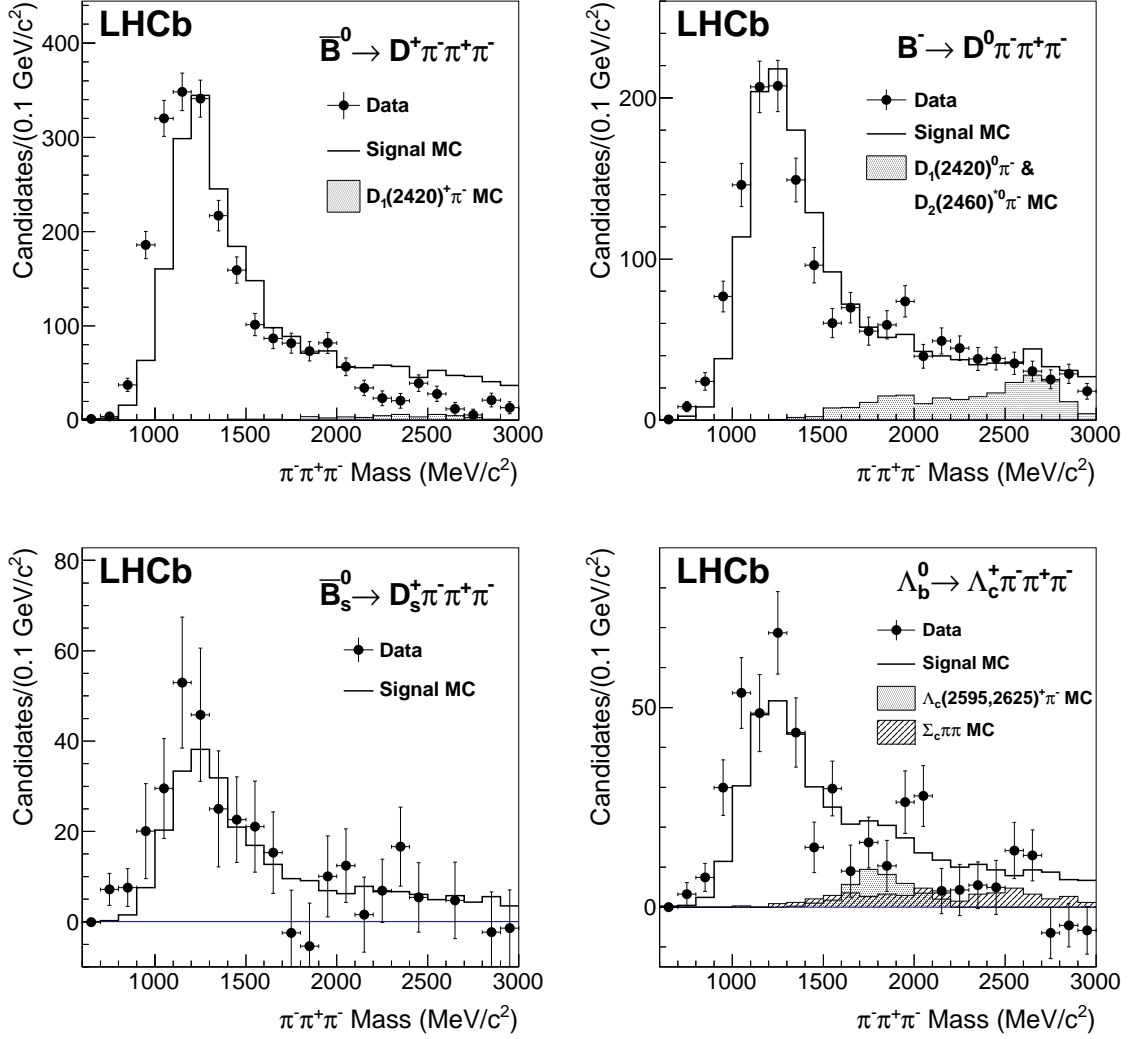 LHCb
B̅⁰ → D⁺π⁻π⁺π⁻
Data
Signal MC
D₁(2420)⁺π⁻ MC
Candidates/(0.1 GeV/c²)
400
300
200
100
0
1000 1500 2000 2500 3000
π⁻π⁺π⁻ Mass (MeV/c²)
LHCb
B⁻ → D⁰π⁻π⁺π⁻
Data
Signal MC
D₁(2420)⁰π⁻ &
D₂(2460)*⁰π⁻ MC
Candidates/(0.1 GeV/c²)
200
100
0
1000 1500 2000 2500 3000
π⁻π⁺π⁻ Mass (MeV/c²)
LHCb
B̅ₛ⁰ → Dₛ⁺π⁻π⁺π⁻
Data
Signal MC
Candidates/(0.1 GeV/c²)
80
60
40
20
0
1000 1500 2000 2500 3000
π⁻π⁺π⁻ Mass (MeV/c²)
LHCb
Λ_b⁰ → Λ_c⁺π⁻π⁺π⁻
Data
Signal MC
Λ_c(2595,2625)⁺π⁻ MC
Σ_cππ MC
Candidates/(0.1 GeV/c²)
50
0
1000 1500 2000 2500 3000
π⁻π⁺π⁻ Mass (MeV/c²)